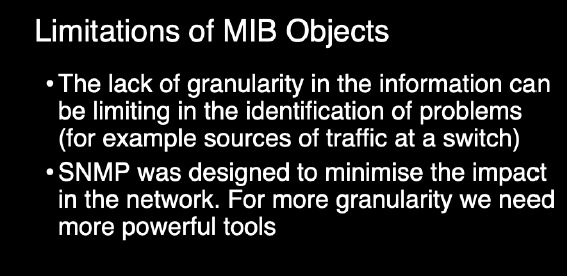 Limitations of MIB Objects
• The lack of granularity in the information can
be limiting in the identification of problems
(for example sources of traffic at a switch)
• SNMP was designed to minimise the impact
in the network. For more granularity we need
more powerful tools